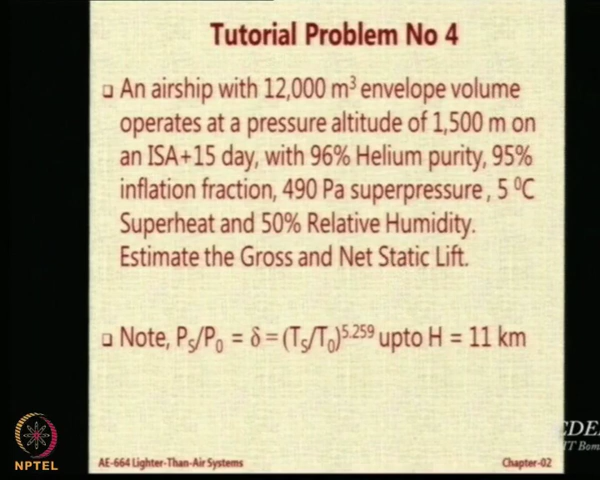 Tutorial Problem No 4
❑ An airship with 12,000 m³ envelope volume
operates at a pressure altitude of 1,500 m on
an ISA+15 day, with 96% Helium purity, 95%
inflation fraction, 490 Pa superpressure , 5 ⁰C
Superheat and 50% Relative Humidity.
Estimate the Gross and Net Static Lift.
❑ Note, Pₛ/P₀ = δ = (Tₛ/T₀)⁵·²⁵⁹ upto H = 11 km
NPTEL
AE-664 Lighter-Than-Air Systems
Chapter-02